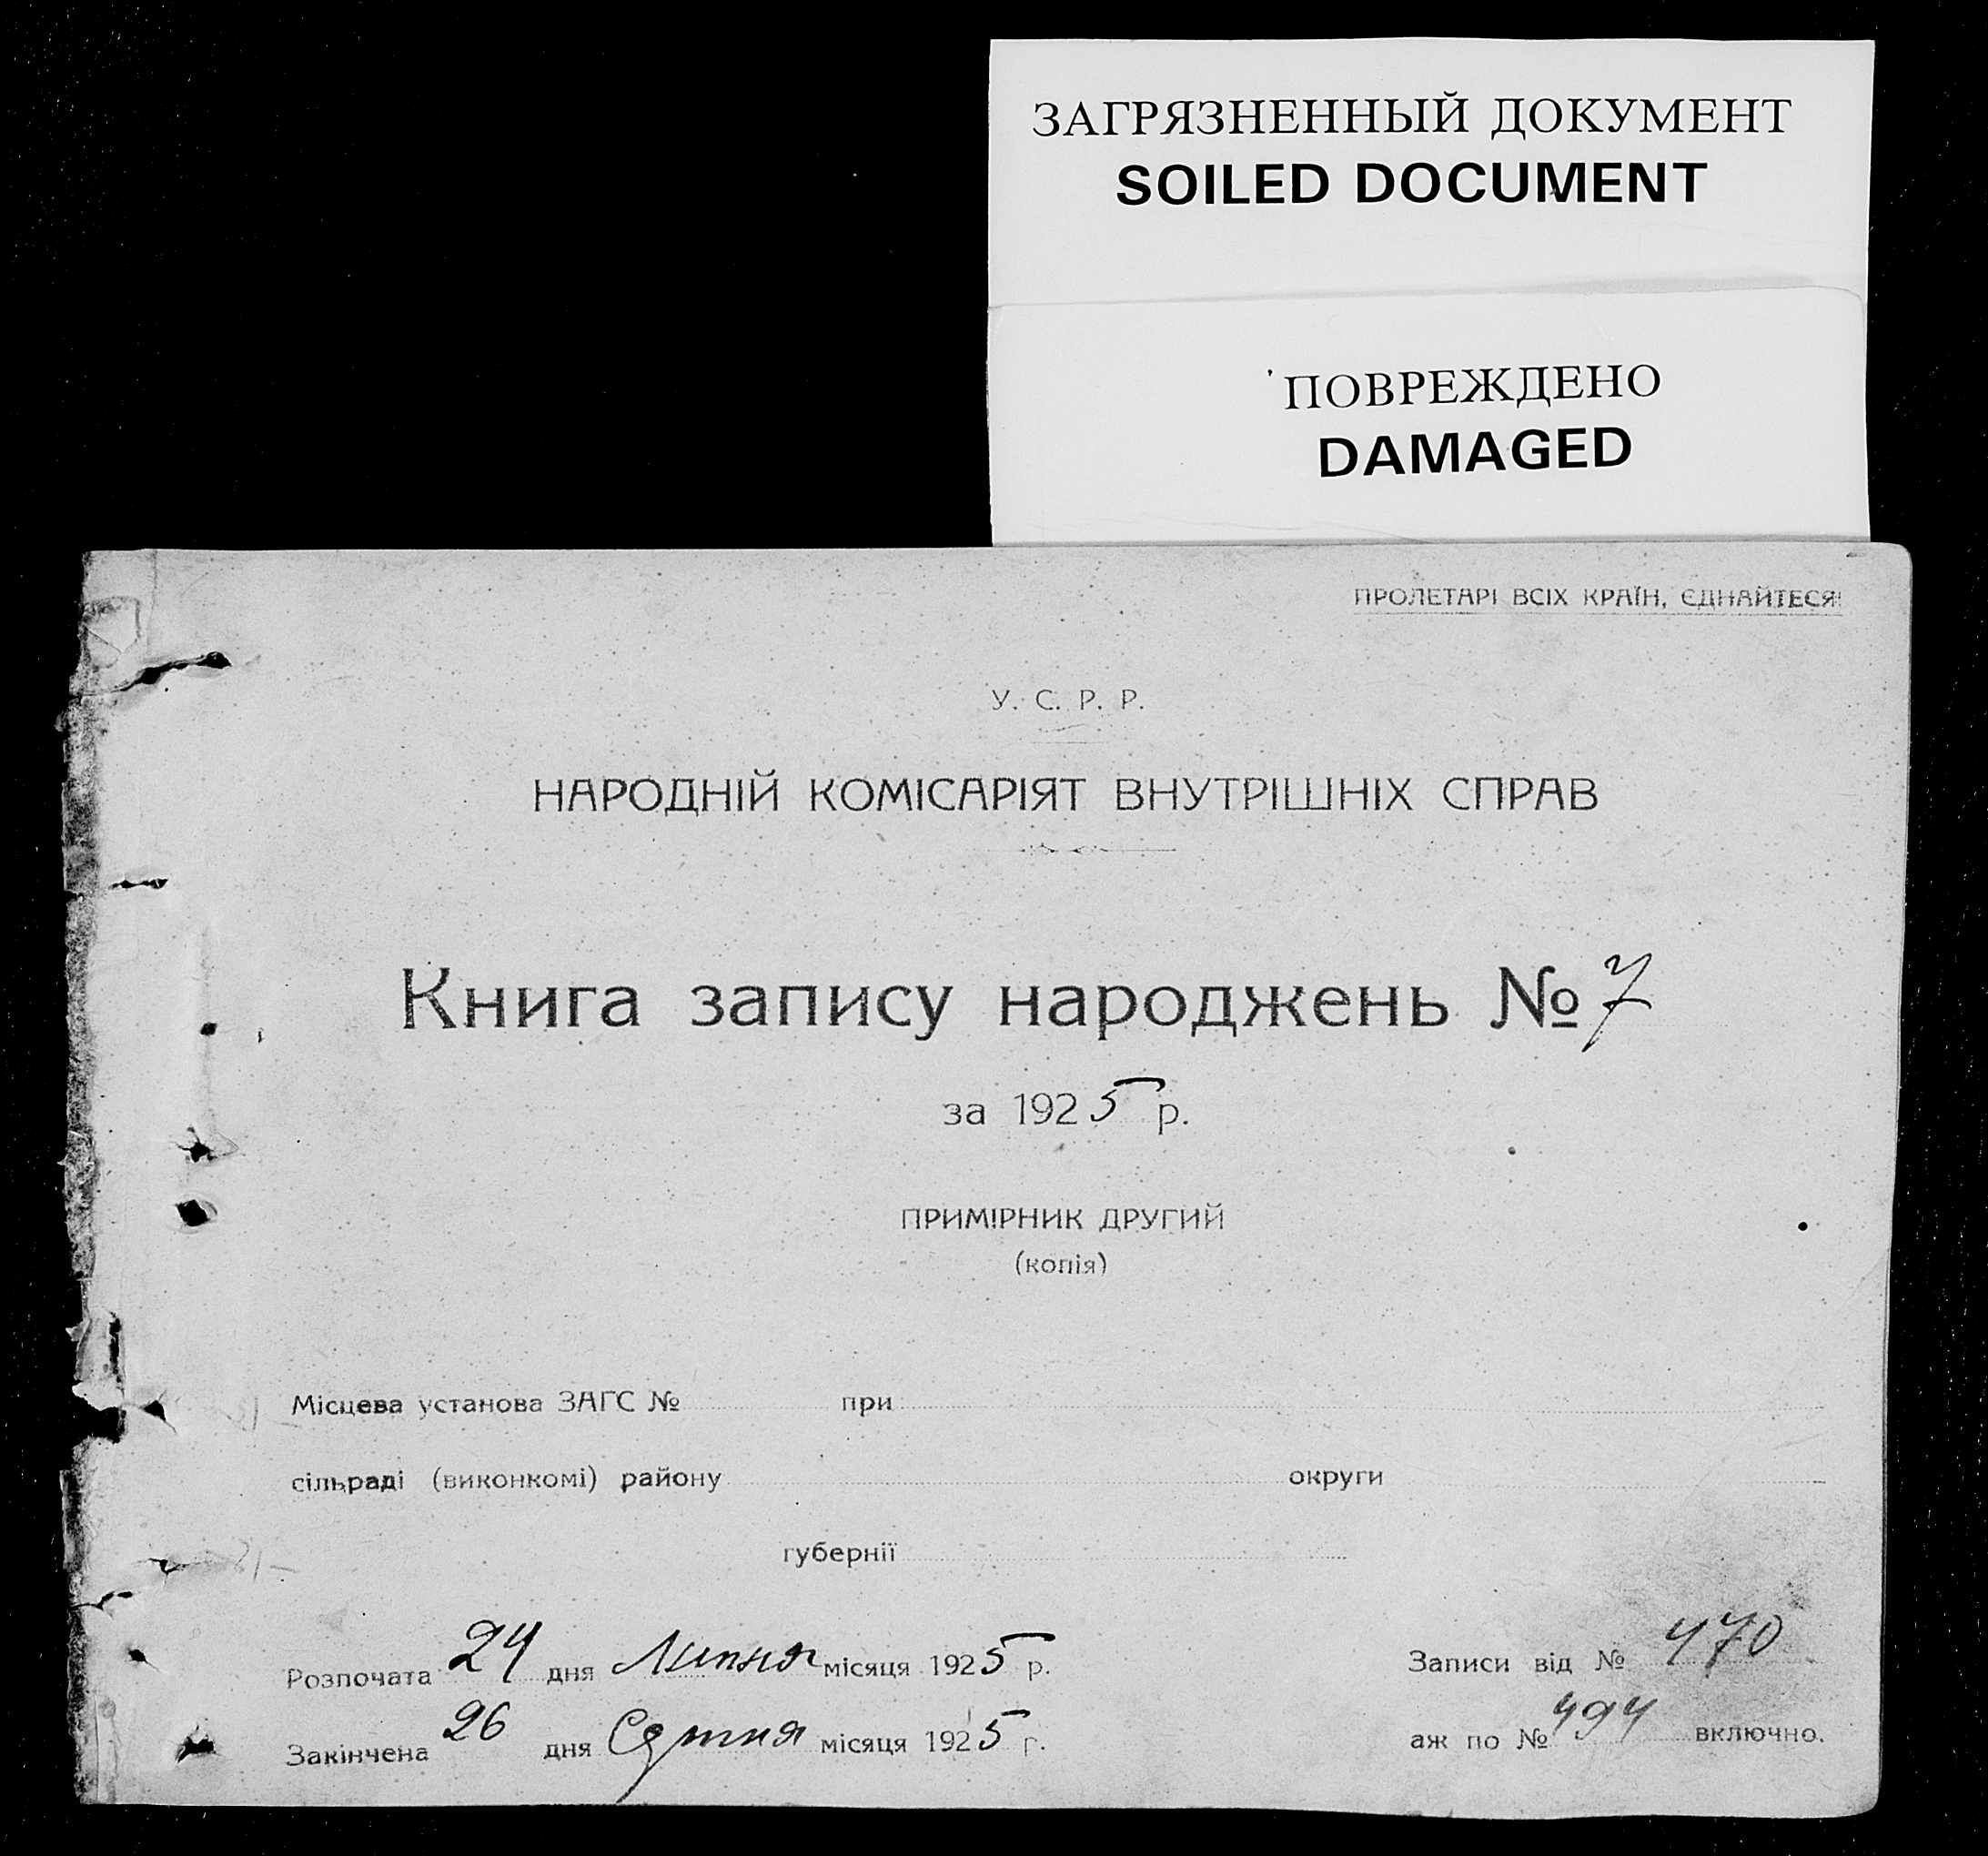 ЗАГРЯЗНЕННЫЙ ДОКУМЕНТ
SOILED DOCUMENT
ПОВРЕЖДЕНО
DAMAGED
ПРОЛЕТАРІ ВСІХ КРАЇН, ЄДНАЙТЕСЯ!
У. С. Р. Р.
НАРОДНІЙ КОМІСАРІЯТ ВНУТРІШНІХ СПРАВ
Книга запису народжень № 7
за 1925 р.
ПРИМІРНИК ДРУГИЙ
(копія)
Місцева установа ЗАГС № при
сільраді (виконкомі) району округи
губернії
Розпочата 24 дня Липня місяця 1925 р. Записи від № 470
Закінчена 26 дня місяця 1925 р. аж по № 494 включно.